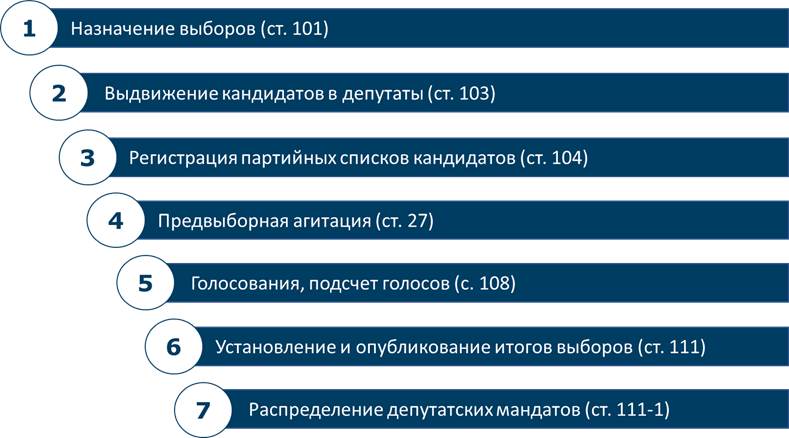 1 Назначение выборов (ст. 101)
2 Выдвижение кандидатов в депутаты (ст. 103)
3 Регистрация партийных списков кандидатов (ст. 104)
4 Предвыборная агитация (ст. 27)
5 Голосования, подсчет голосов (с. 108)
6 Установление и опубликование итогов выборов (ст. 111)
7 Распределение депутатских мандатов (ст. 111-1)